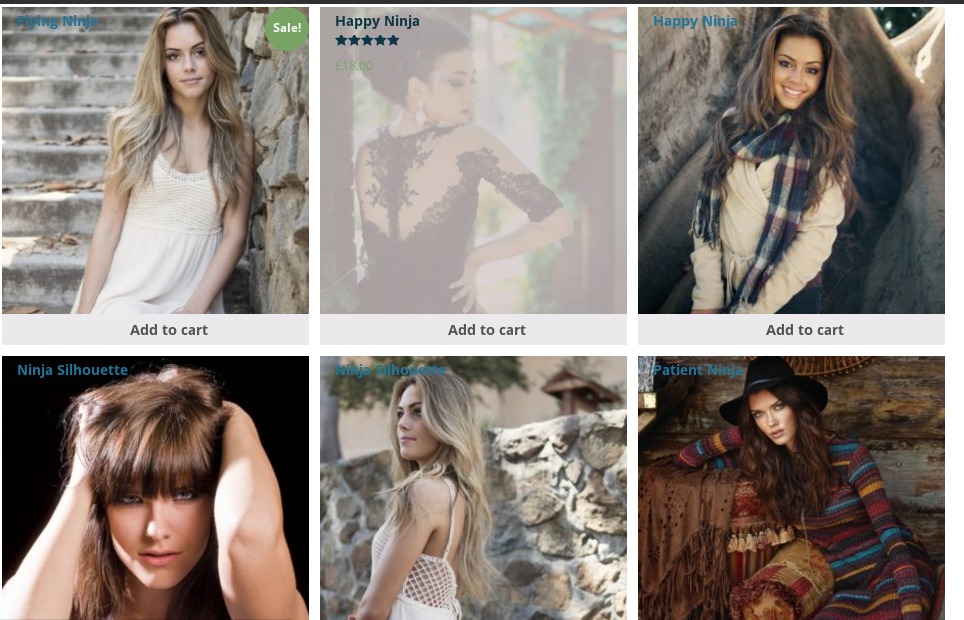 Flying Ninja
Sale!
Happy Ninja
£18.00
Happy Ninja
Add to cart
Add to cart
Add to cart
Ninja Silhouette
Ninja Silhouette
Patient Ninja